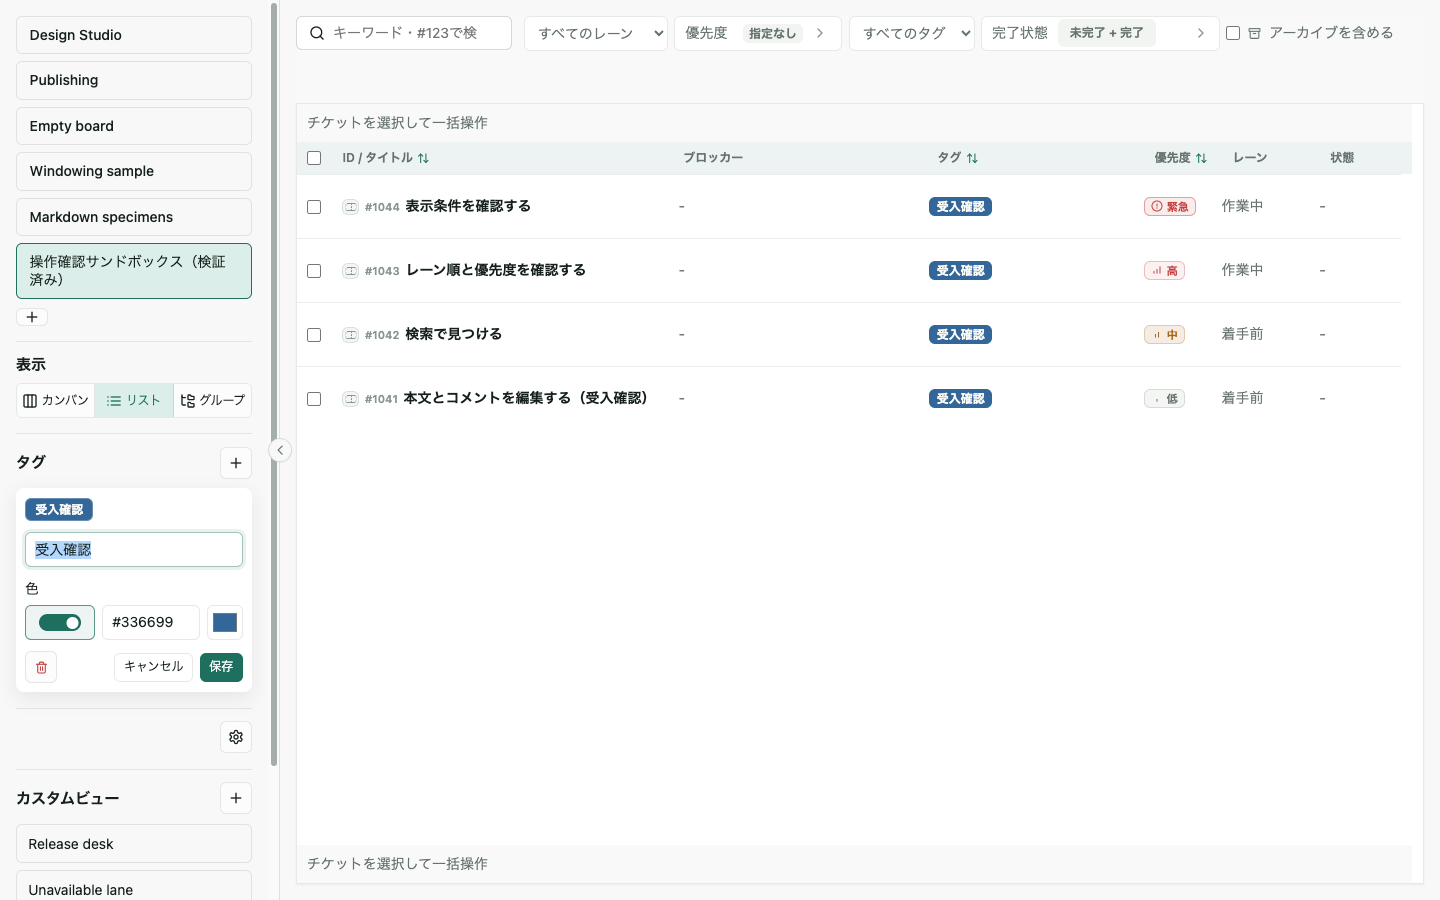 Design Studio
Publishing
Empty board
Windowing sample
Markdown specimens
操作確認サンドボックス（検証
済み）
表示
カンバン リスト グループ
タグ
受入確認
受入確認
色
#336699
キャンセル 保存
カスタムビュー
Release desk
Unavailable lane
キーワード・#123で検 すべてのレーン 優先度 指定なし すべてのタグ 完了状態 未完了 + 完了 アーカイブを含める
チケットを選択して一括操作
ID / タイトル ブロッカー タグ 優先度 レーン 状態
#1044 表示条件を確認する - 受入確認 緊急 作業中 -
#1043 レーン順と優先度を確認する - 受入確認 高 作業中 -
#1042 検索で見つける - 受入確認 中 着手前 -
#1041 本文とコメントを編集する（受入確認） - 受入確認 低 着手前 -
チケットを選択して一括操作